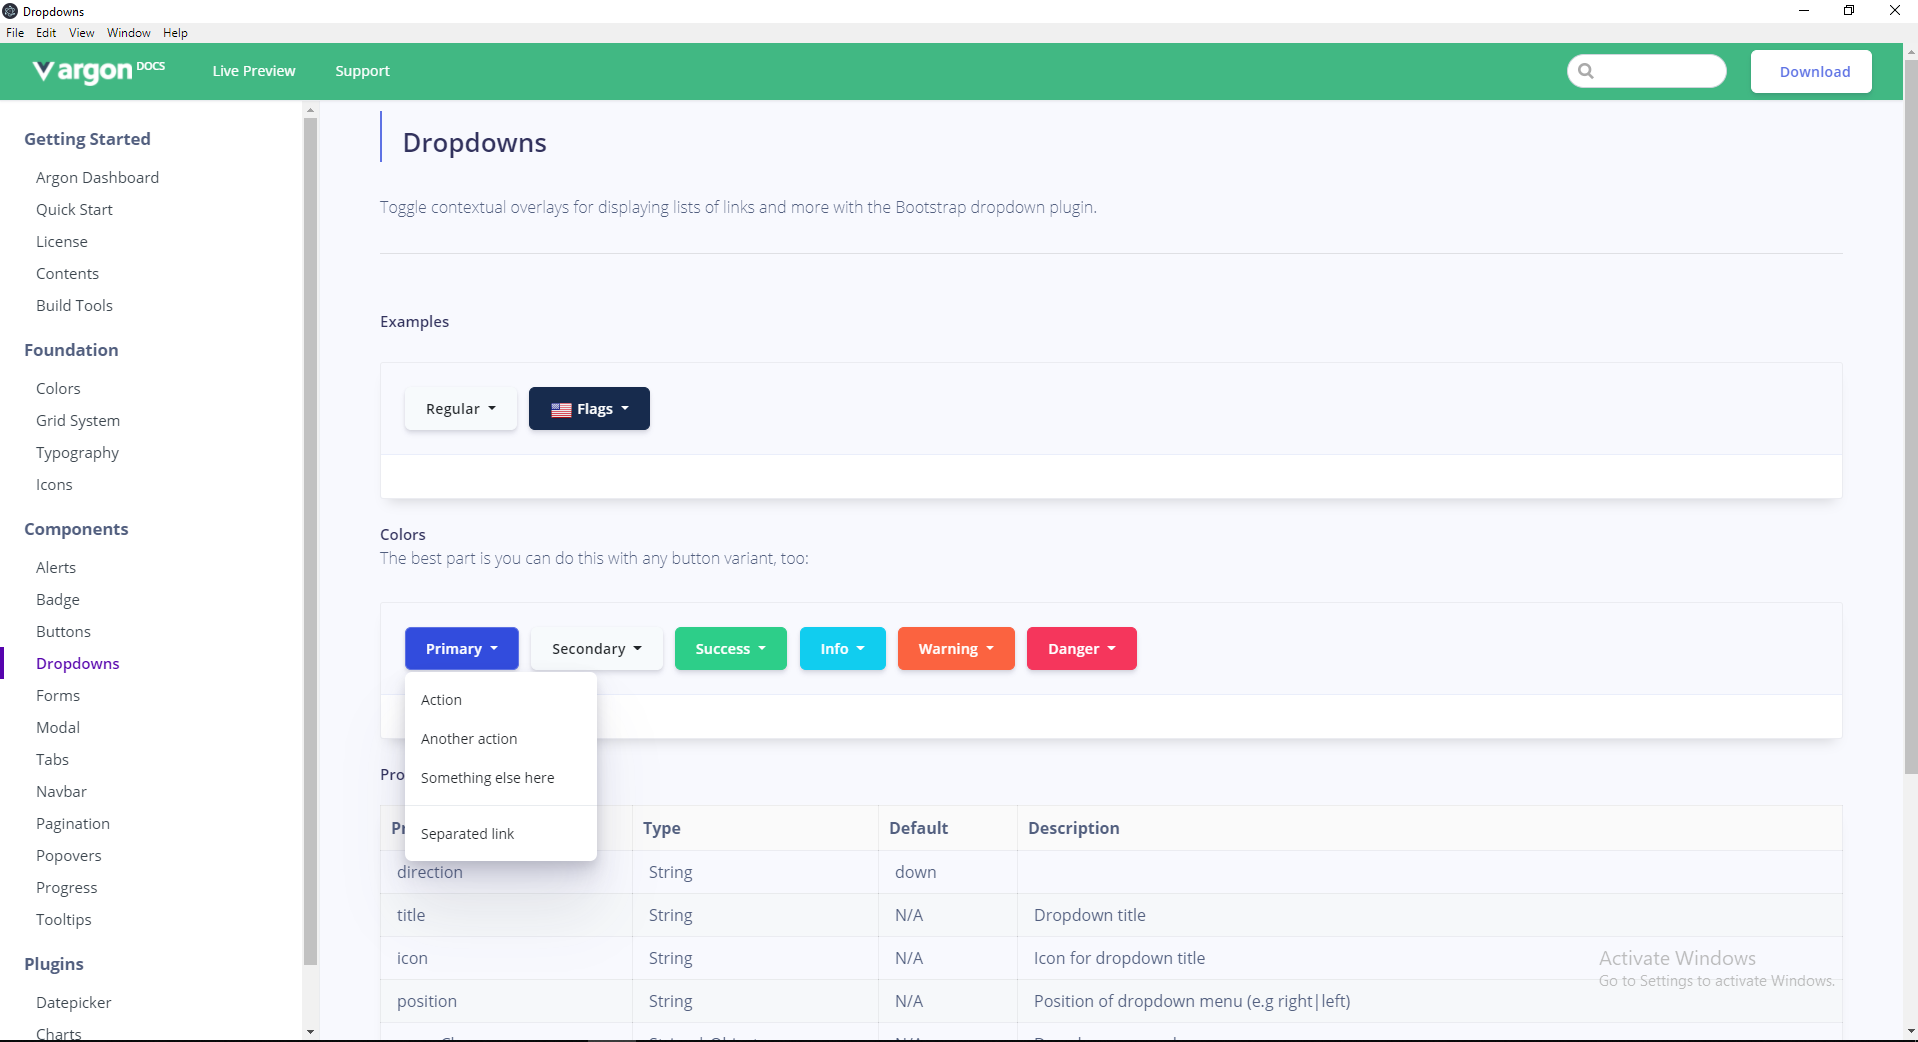 Dropdowns
File Edit View Window Help
argon DOCS Live Preview Support Download
Getting Started
Argon Dashboard
Quick Start
License
Contents
Build Tools
Foundation
Colors
Grid System
Typography
Icons
Components
Alerts
Badge
Buttons
Dropdowns
Forms
Modal
Tabs
Navbar
Pagination
Popovers
Progress
Tooltips
Plugins
Datepicker
Charts
Dropdowns
Toggle contextual overlays for displaying lists of links and more with the Bootstrap dropdown plugin.
Examples
Regular Flags
Colors
The best part is you can do this with any button variant, too:
Primary Secondary Success Info Warning Danger
Action
Another action
Something else here
Separated link
Pro
Pr Type Default Description
direction String down
title String N/A Dropdown title
icon String N/A Icon for dropdown title
position String N/A Position of dropdown menu (e.g right|left)
Activate Windows
Go to Settings to activate Windows.